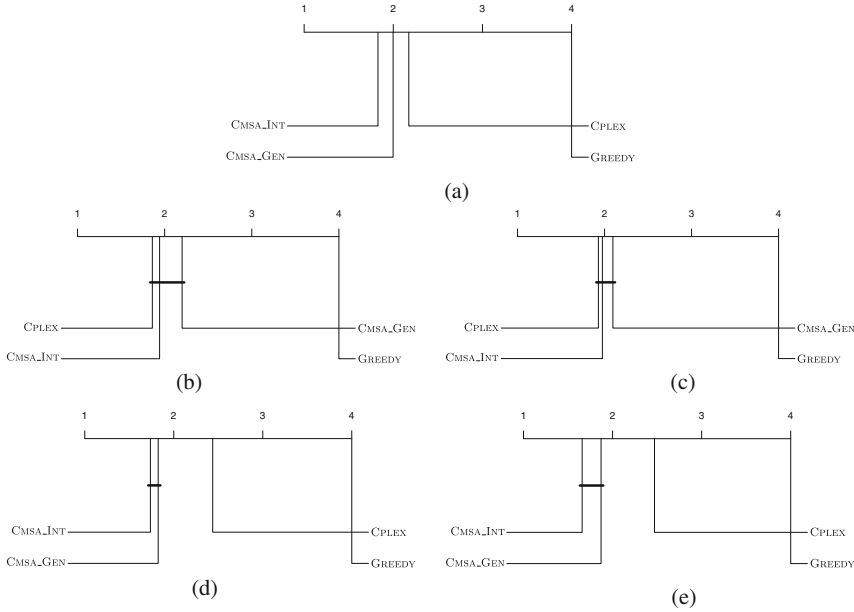 1 2 3 4
CMSA_INT CPLEX
CMSA_GEN GREEDY
(a)
1 2 3 4
CPLEX CMSA_GEN
CMSA_INT GREEDY
(b)
1 2 3 4
CPLEX CMSA_GEN
CMSA_INT GREEDY
(c)
1 2 3 4
CMSA_INT CPLEX
CMSA_GEN GREEDY
(d)
1 2 3 4
CMSA_INT CPLEX
CMSA_GEN GREEDY
(e)